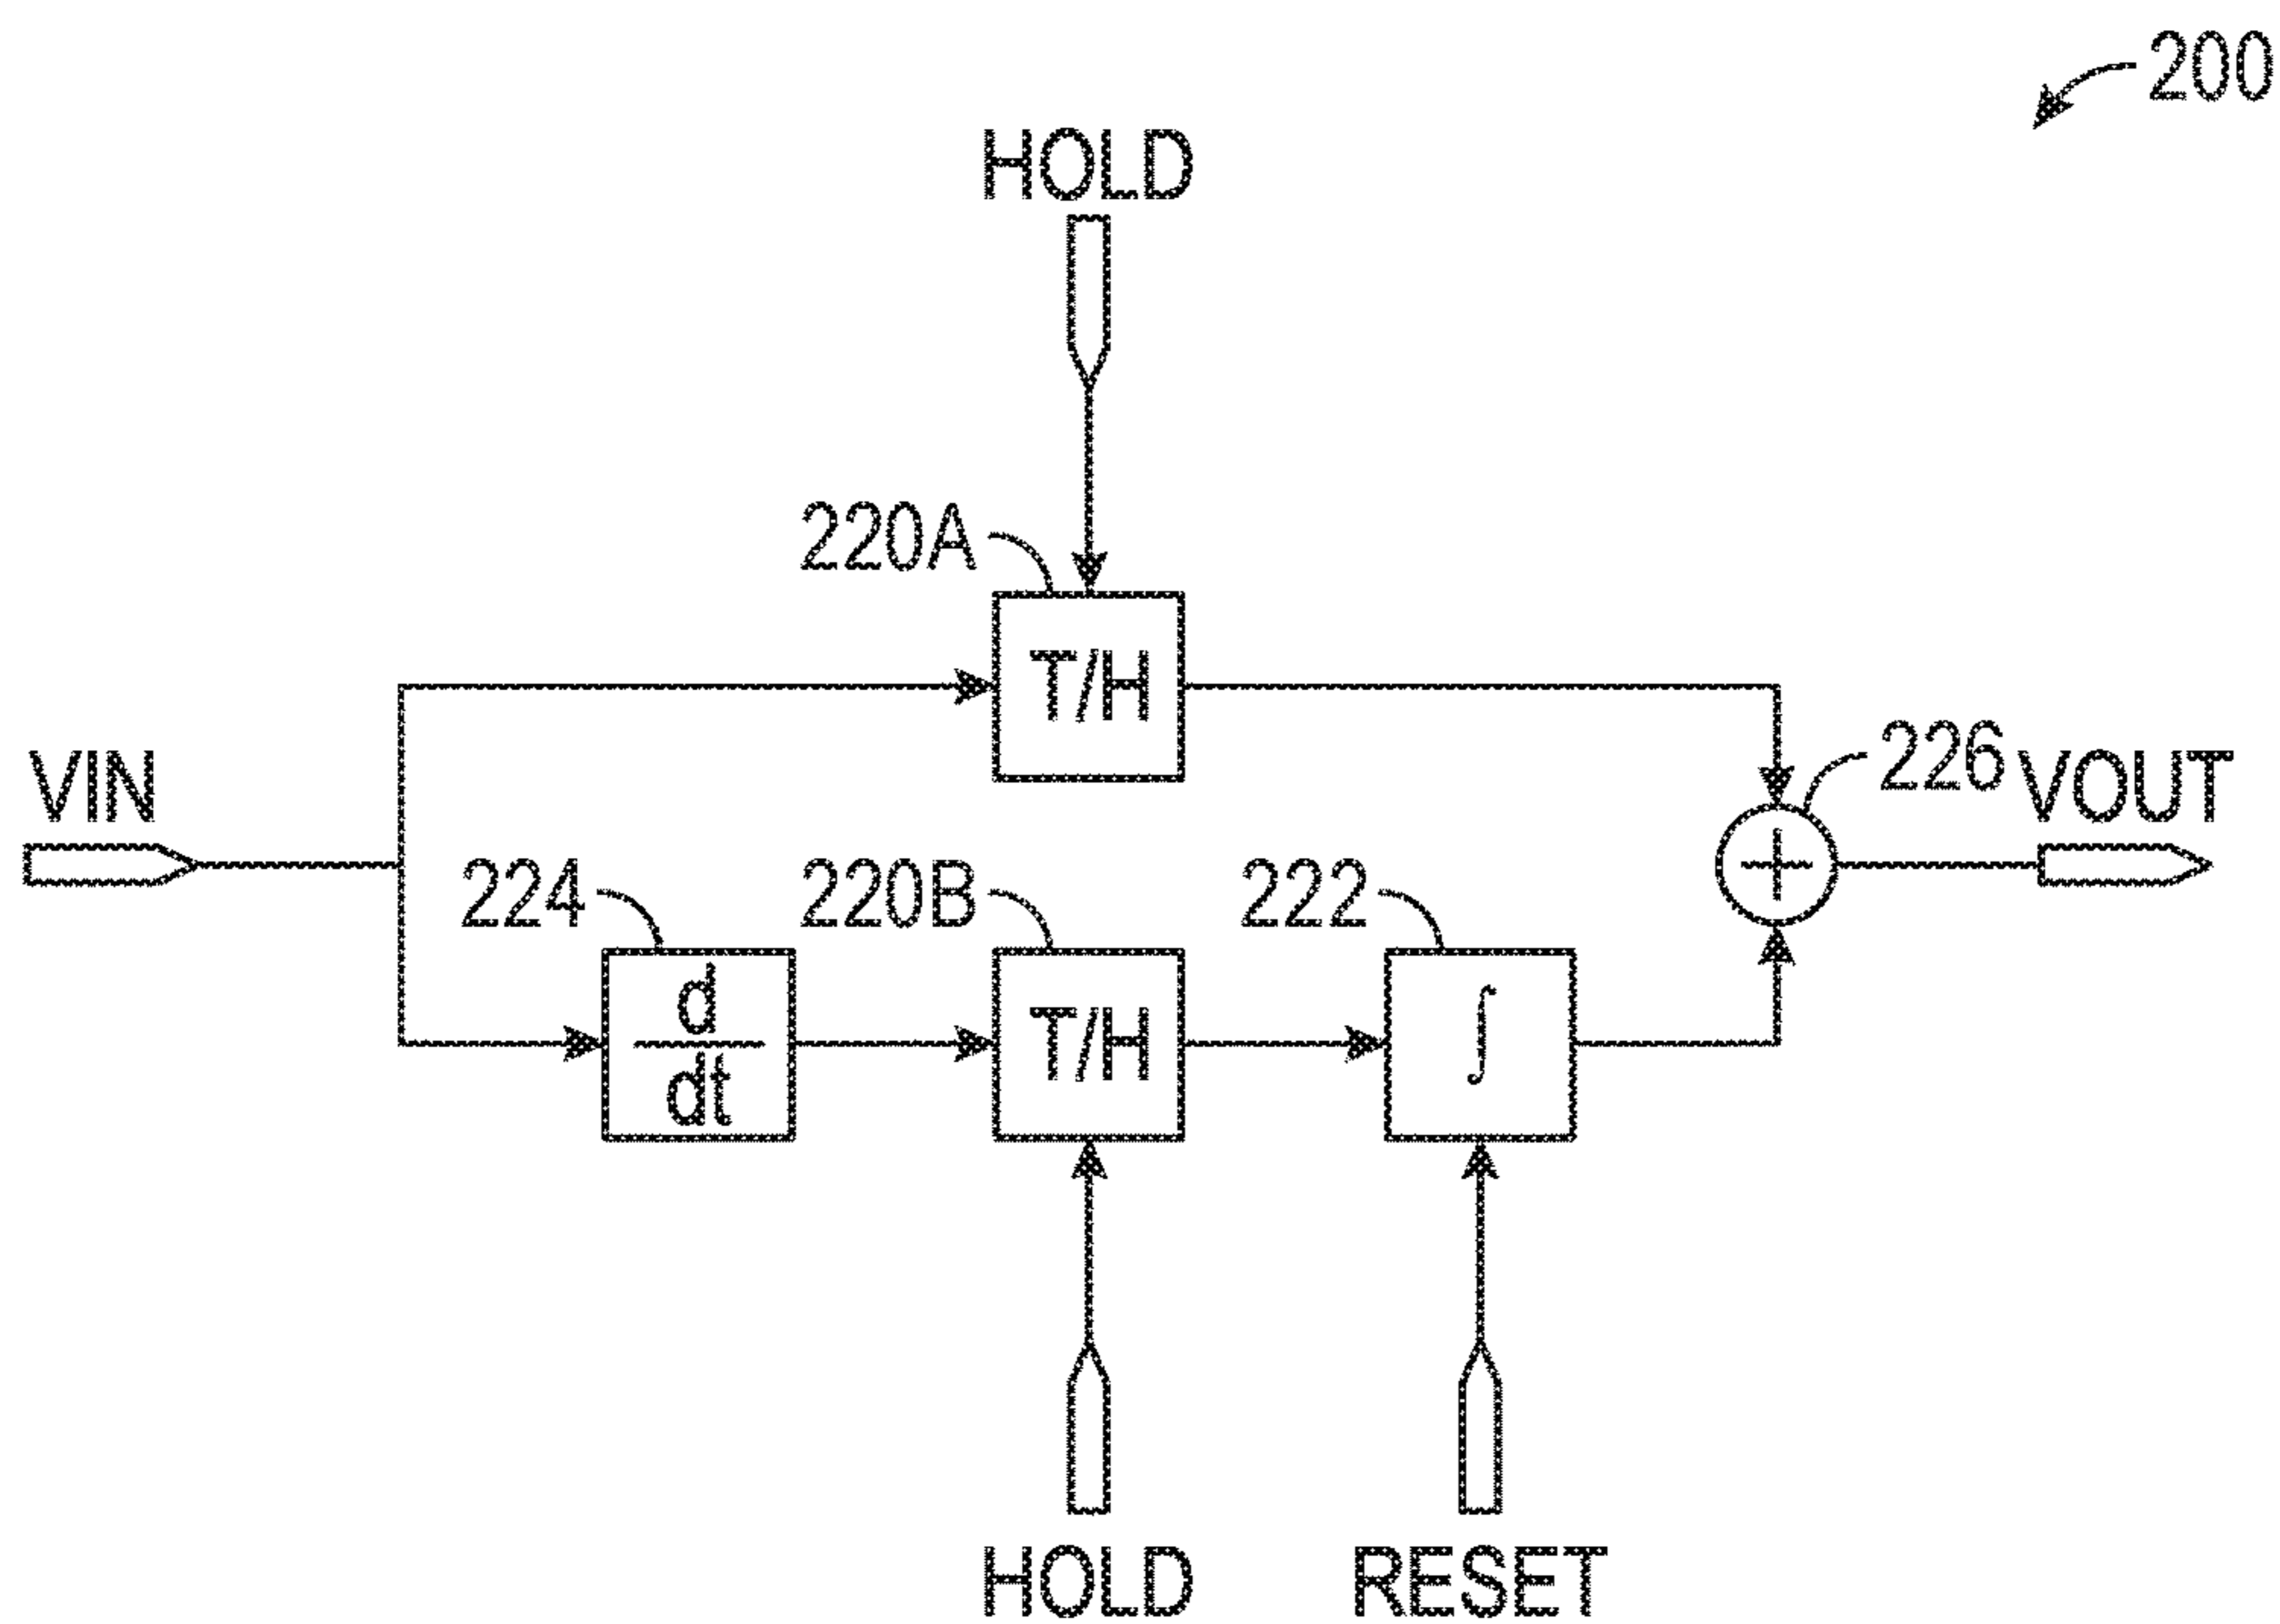 200
HOLD
220A
T/H
VIN
226
VOUT
224
220B
222
d
dt
T/H
∫
+
HOLD
RESET